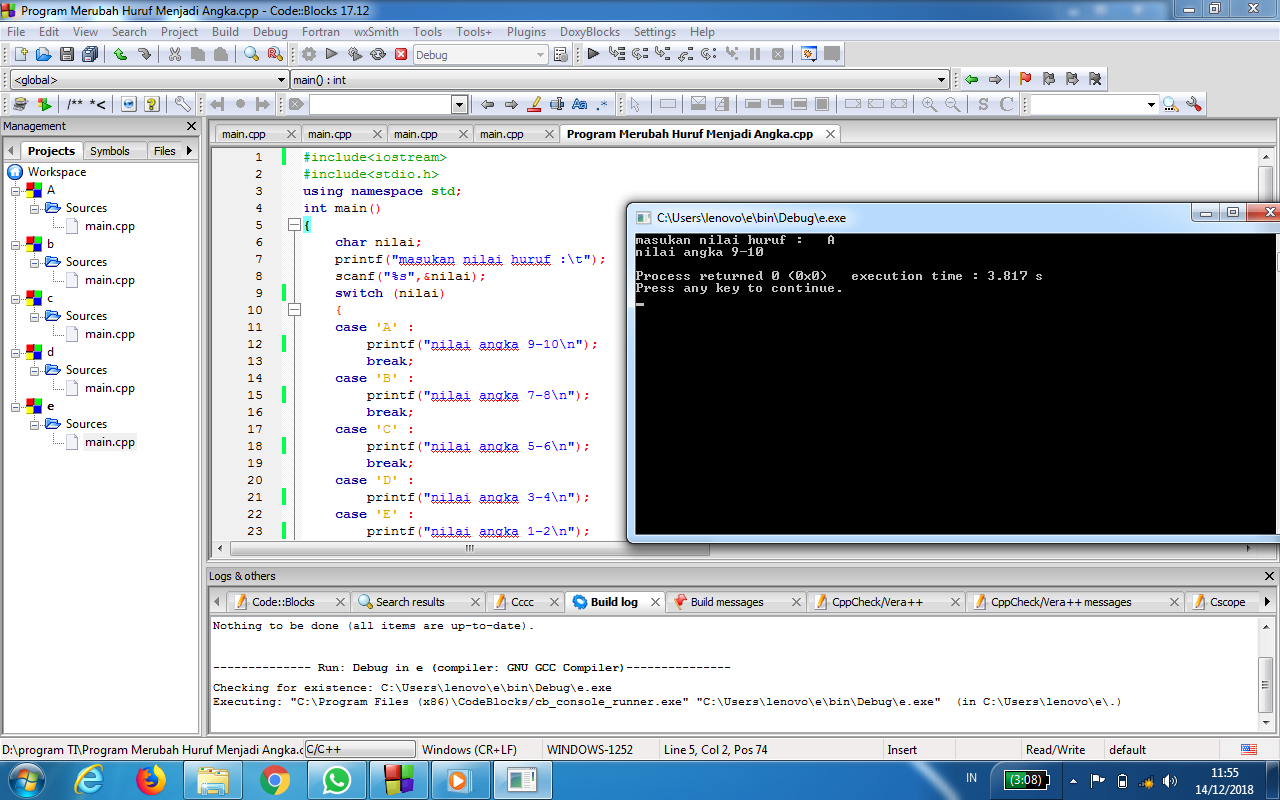 Program Merubah Huruf Menjadi Angka.cpp - Code::Blocks 17.12
File Edit View Search Project Build Debug Fortran wxSmith Tools Tools+ Plugins DoxyBlocks Settings Help
Debug
<global> main() : int
/** *< Aa .* S C
Management
Projects Symbols Files
Workspace
A
Sources
main.cpp
b
Sources
main.cpp
c
Sources
main.cpp
d
Sources
main.cpp
e
Sources
main.cpp
main.cpp main.cpp main.cpp main.cpp Program Merubah Huruf Menjadi Angka.cpp
1 #include<iostream>
2 #include<stdio.h>
3 using namespace std;
4 int main()
5 {
6 char nilai;
7 printf("masukan nilai huruf :\t");
8 scanf("%s",&nilai);
9 switch (nilai)
10 {
11 case 'A' :
12 printf("nilai angka 9-10\n");
13 break;
14 case 'B' :
15 printf("nilai angka 7-8\n");
16 break;
17 case 'C' :
18 printf("nilai angka 5-6\n");
19 break;
20 case 'D' :
21 printf("nilai angka 3-4\n");
22 case 'E' :
23 printf("nilai angka 1-2\n");
C:\Users\lenovo\e\bin\Debug\e.exe
masukan nilai huruf : A
nilai angka 9-10
Process returned 0 (0x0) execution time : 3.817 s
Press any key to continue.
Logs & others
Code::Blocks Search results Cccc Build log Build messages CppCheck/Vera++ CppCheck/Vera++ messages Cscope
Nothing to be done (all items are up-to-date).
-------------- Run: Debug in e (compiler: GNU GCC Compiler)---------------
Checking for existence: C:\Users\lenovo\e\bin\Debug\e.exe
Executing: "C:\Program Files (x86)\CodeBlocks/cb_console_runner.exe" "C:\Users\lenovo\e\bin\Debug\e.exe" (in C:\Users\lenovo\e\.)
D:\program TI\Program Merubah Huruf Menjadi Angka.c C/C++ Windows (CR+LF) WINDOWS-1252 Line 5, Col 2, Pos 74 Insert Read/Write default
IN (3:08) 11:55
14/12/2018